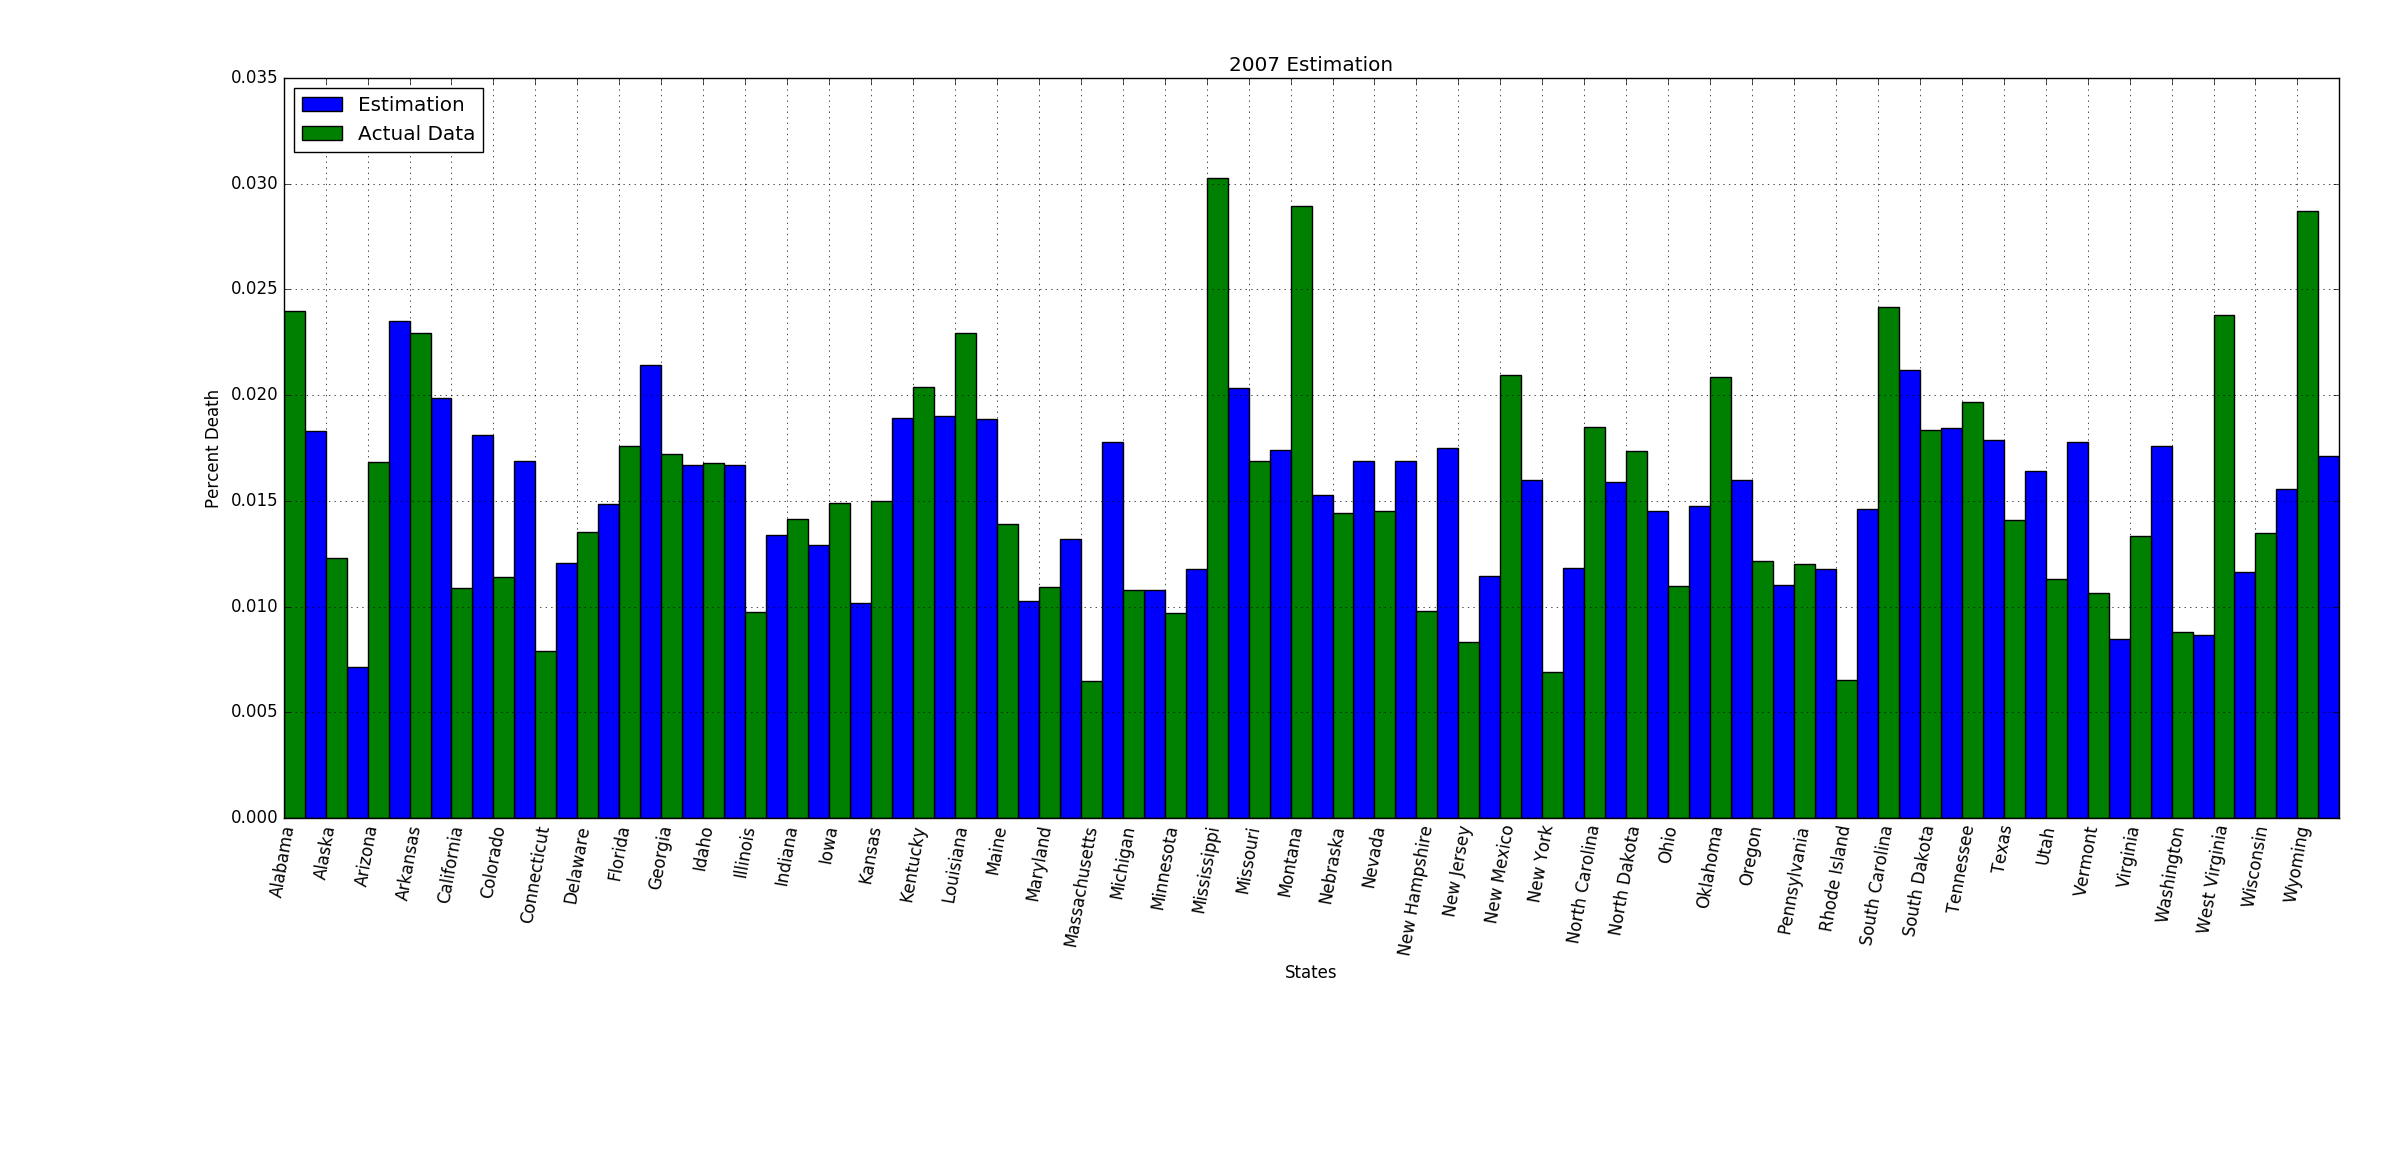 2007 Estimation
Estimation
Actual Data
0.035
0.030
0.025
0.020
0.015
0.010
0.005
0.000
Percent Death
Alabama
Alaska
Arizona
Arkansas
California
Colorado
Connecticut
Delaware
Florida
Georgia
Idaho
Illinois
Indiana
Iowa
Kansas
Kentucky
Louisiana
Maine
Maryland
Massachusetts
Michigan
Minnesota
Mississippi
Missouri
Montana
Nebraska
Nevada
New Hampshire
New Jersey
New Mexico
New York
North Carolina
North Dakota
Ohio
Oklahoma
Oregon
Pennsylvania
Rhode Island
South Carolina
South Dakota
Tennessee
Texas
Utah
Vermont
Virginia
Washington
West Virginia
Wisconsin
Wyoming
States